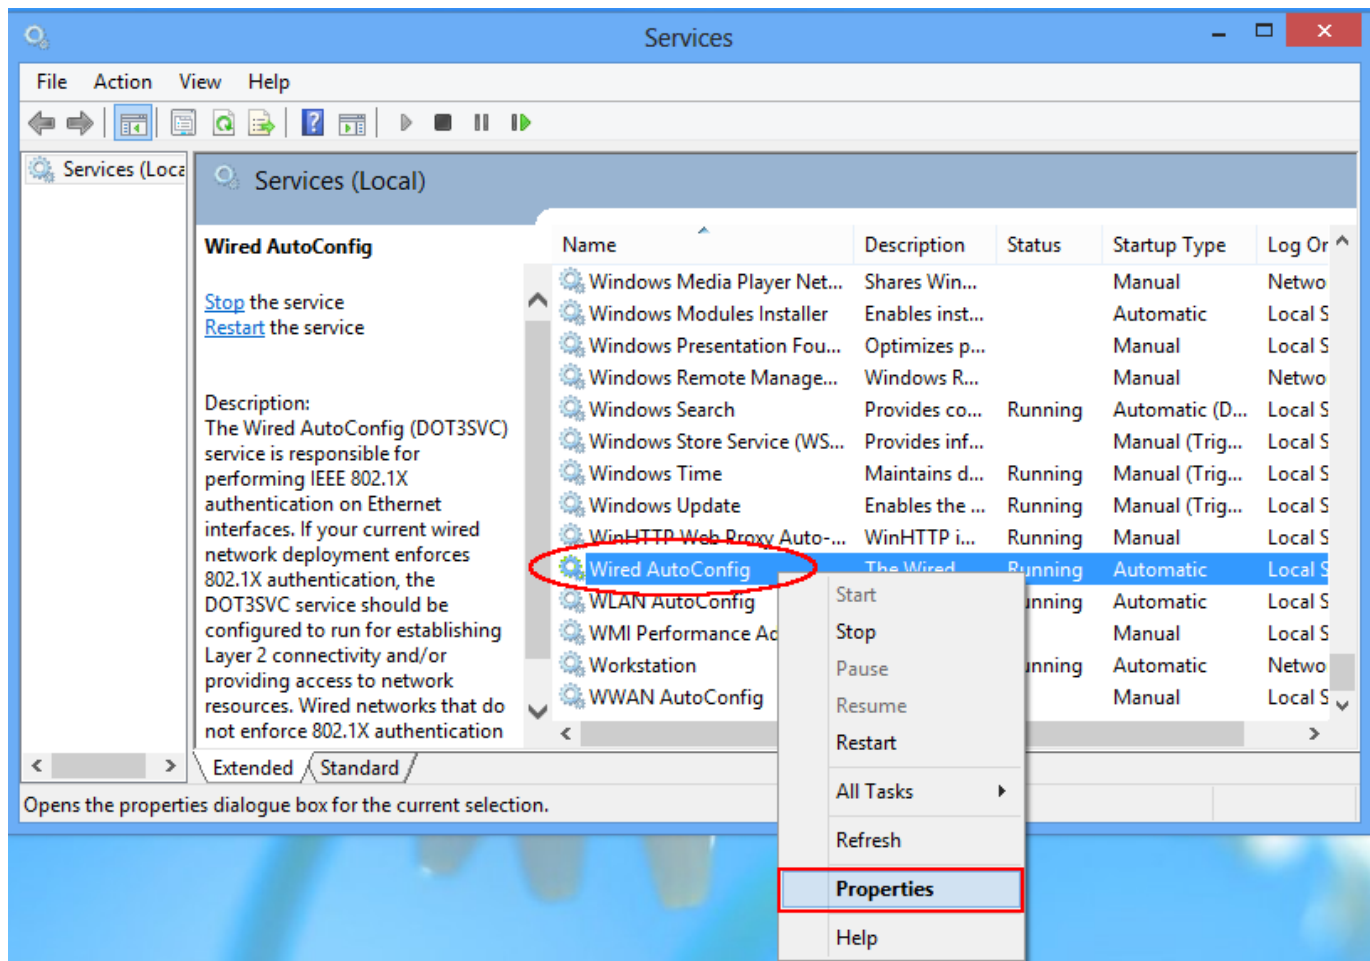 Services
File Action View Help
Services (Loca
Services (Local)
Wired AutoConfig
Stop the service
Restart the service
Description:
The Wired AutoConfig (DOT3SVC)
service is responsible for
performing IEEE 802.1X
authentication on Ethernet
interfaces. If your current wired
network deployment enforces
802.1X authentication, the
DOT3SVC service should be
configured to run for establishing
Layer 2 connectivity and/or
providing access to network
resources. Wired networks that do
not enforce 802.1X authentication
Name Description Status Startup Type Log Or
Windows Media Player Net... Shares Win... Manual Netwo
Windows Modules Installer Enables inst... Automatic Local S
Windows Presentation Fou... Optimizes p... Manual Local S
Windows Remote Manage... Windows R... Manual Netwo
Windows Search Provides co... Running Automatic (D... Local S
Windows Store Service (WS... Provides inf... Manual (Trig... Local S
Windows Time Maintains d... Running Manual (Trig... Local S
Windows Update Enables the ... Running Manual (Trig... Local S
WinHTTP Web Proxy Auto-... WinHTTP i... Running Manual Local S
Wired AutoConfig The Wired Running Automatic Local S
WLAN AutoConfig unning Automatic Local S
WMI Performance Ad Manual Local S
Workstation unning Automatic Netwo
WWAN AutoConfig Manual Local S
Start
Stop
Pause
Resume
Restart
All Tasks
Refresh
Properties
Help
Extended Standard
Opens the properties dialogue box for the current selection.